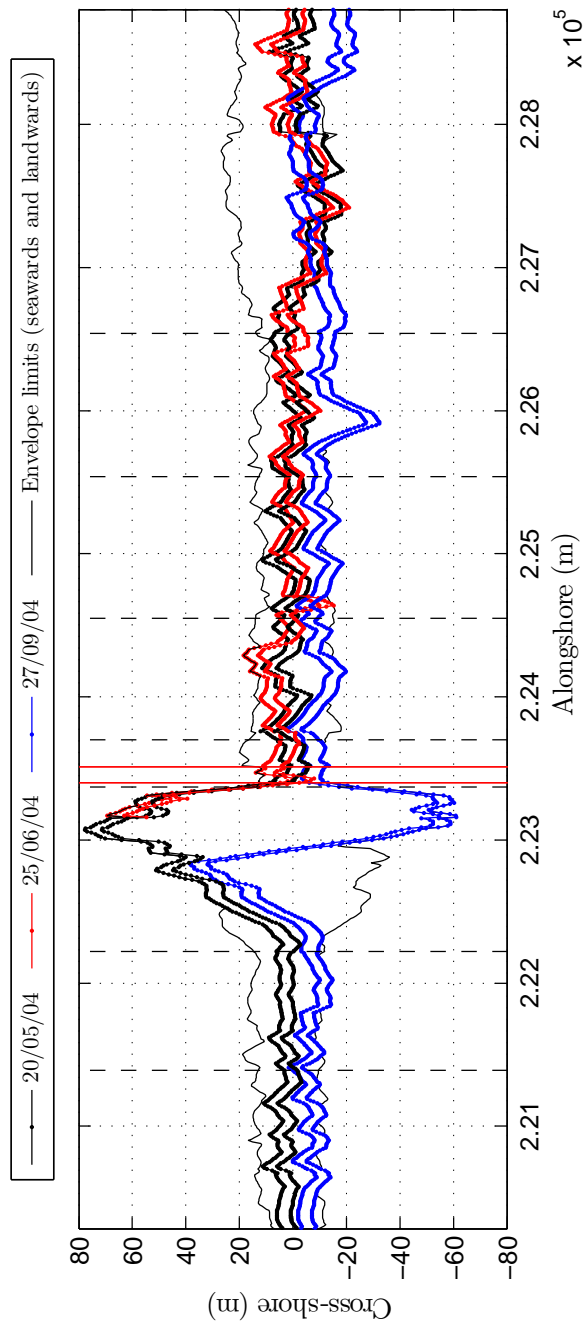 20/05/04 25/06/04 27/09/04 Envelope limits (seawards and landwards)
80
60
40
20
0
−20
−40
−60
−80
Cross-shore (m)
2.21 2.22 2.23 2.24 2.25 2.26 2.27 2.28
x 10⁵
Alongshore (m)